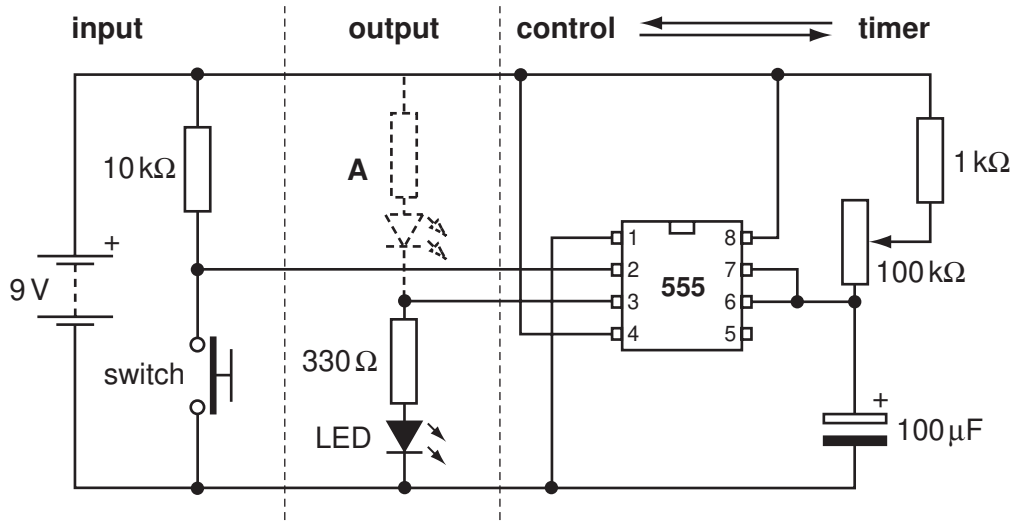 input output control timer
10 kΩ
A
1 kΩ
+
9 V
1 8
2 7
100 kΩ
555
3 6
4 5
330 Ω
switch
+
LED
100 µF